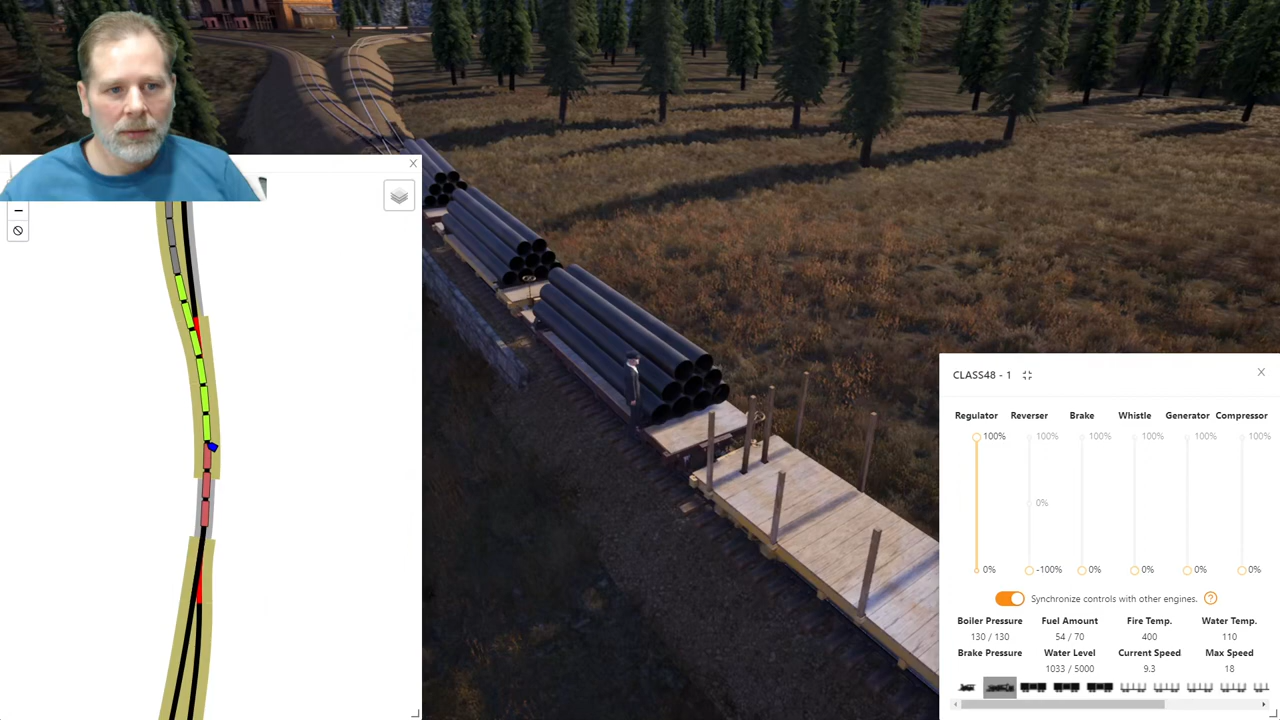 CLASS48 - 1
Regulator Reverser Brake Whistle Generator Compressor
100% 100% 100% 100% 100% 100%
0%
0% -100% 0% 0% 0% 0%
Synchronize controls with other engines. ?
Boiler Pressure Fuel Amount Fire Temp. Water Temp.
130 / 130 54 / 70 400 110
Brake Pressure Water Level Current Speed Max Speed
1033 / 5000 9.3 18